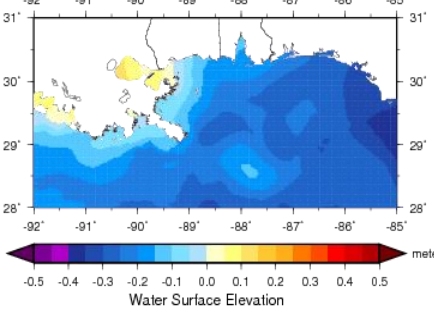 -92 -91 -90 -89 -88 -87 -86 -85
31° 31°
30° 30°
29° 29°
28° 28°
-92° -91° -90° -89° -88° -87° -86° -85°
-0.5 -0.4 -0.3 -0.2 -0.1 0.0 0.1 0.2 0.3 0.4 0.5 mete
Water Surface Elevation